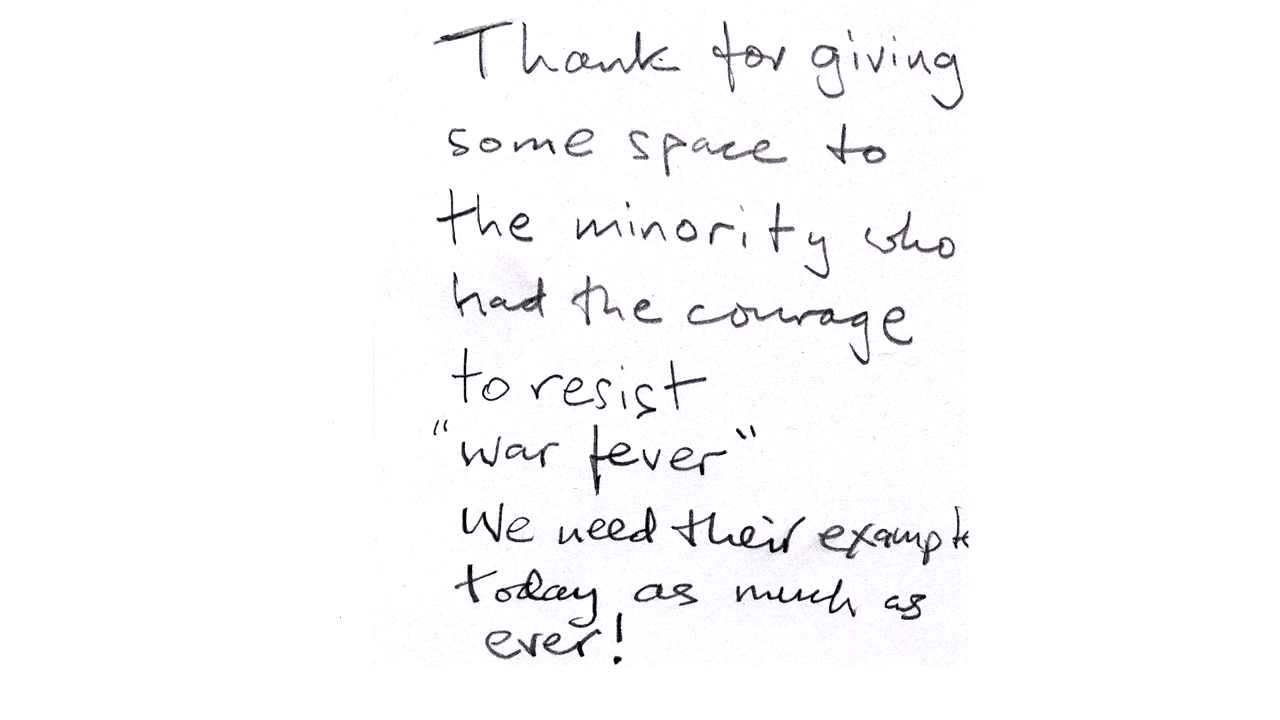 Thank for giving
some space to
the minority who
had the courage
to resist
"war fever"
We need their example
today as much as
ever!